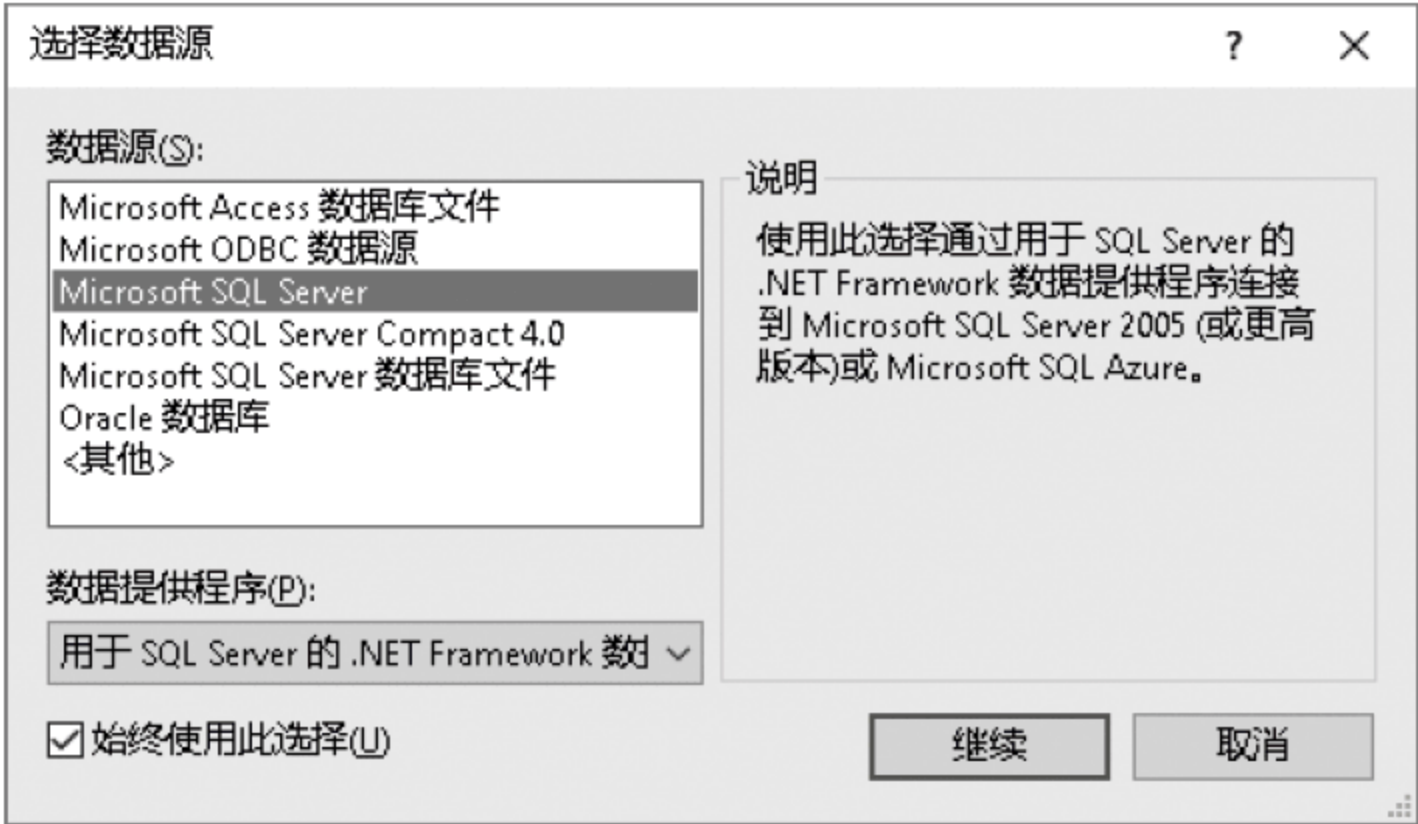 选择数据源
?
数据源(S):
Microsoft Access 数据库文件
Microsoft ODBC 数据源
Microsoft SQL Server
Microsoft SQL Server Compact 4.0
Microsoft SQL Server 数据库文件
Oracle 数据库
<其他>
数据提供程序(P):
用于 SQL Server 的 .NET Framework 数据
始终使用此选择(U)
说明
使用此选择通过用于 SQL Server 的
.NET Framework 数据提供程序连接
到 Microsoft SQL Server 2005 (或更高
版本)或 Microsoft SQL Azure。
继续
取消